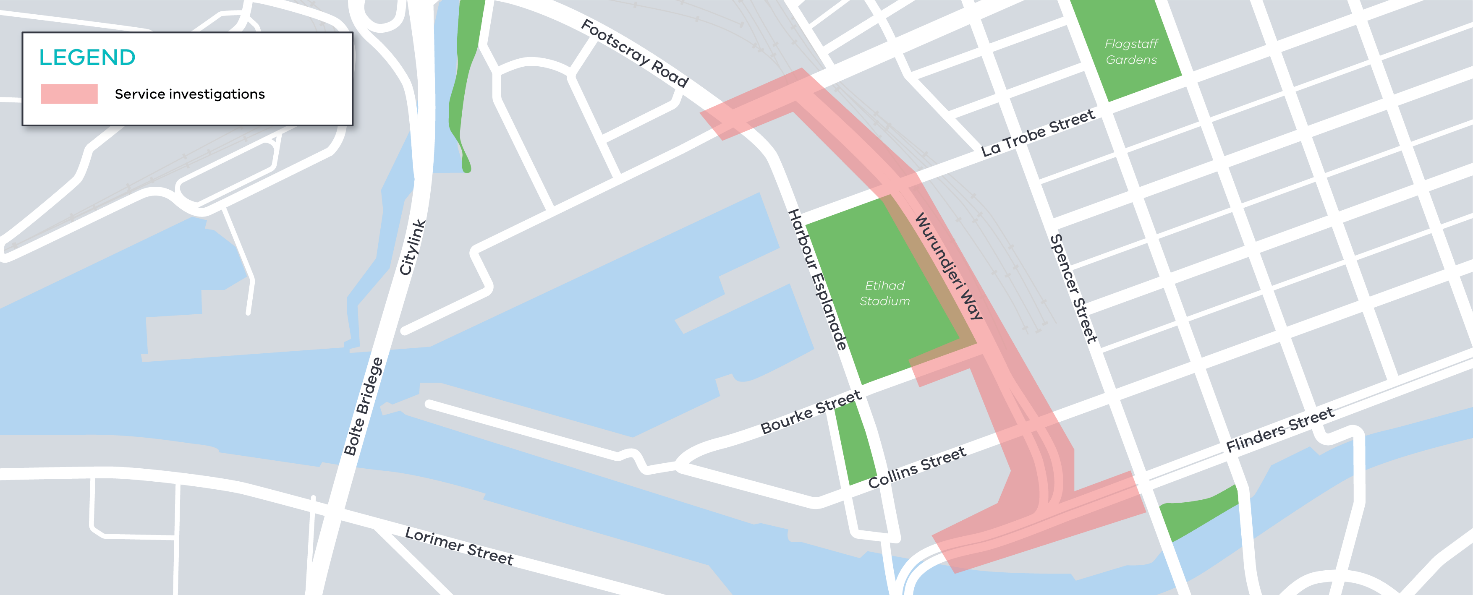 LEGEND
Service investigations
Footscray Road
Flagstaff
Gardens
La Trobe Street
Citylink
Harbour Esplanade
Wurundjeri Way
Spencer Street
Etihad
Stadium
Bolte Bridege
Bourke Street
Collins Street
Flinders Street
Lorimer Street